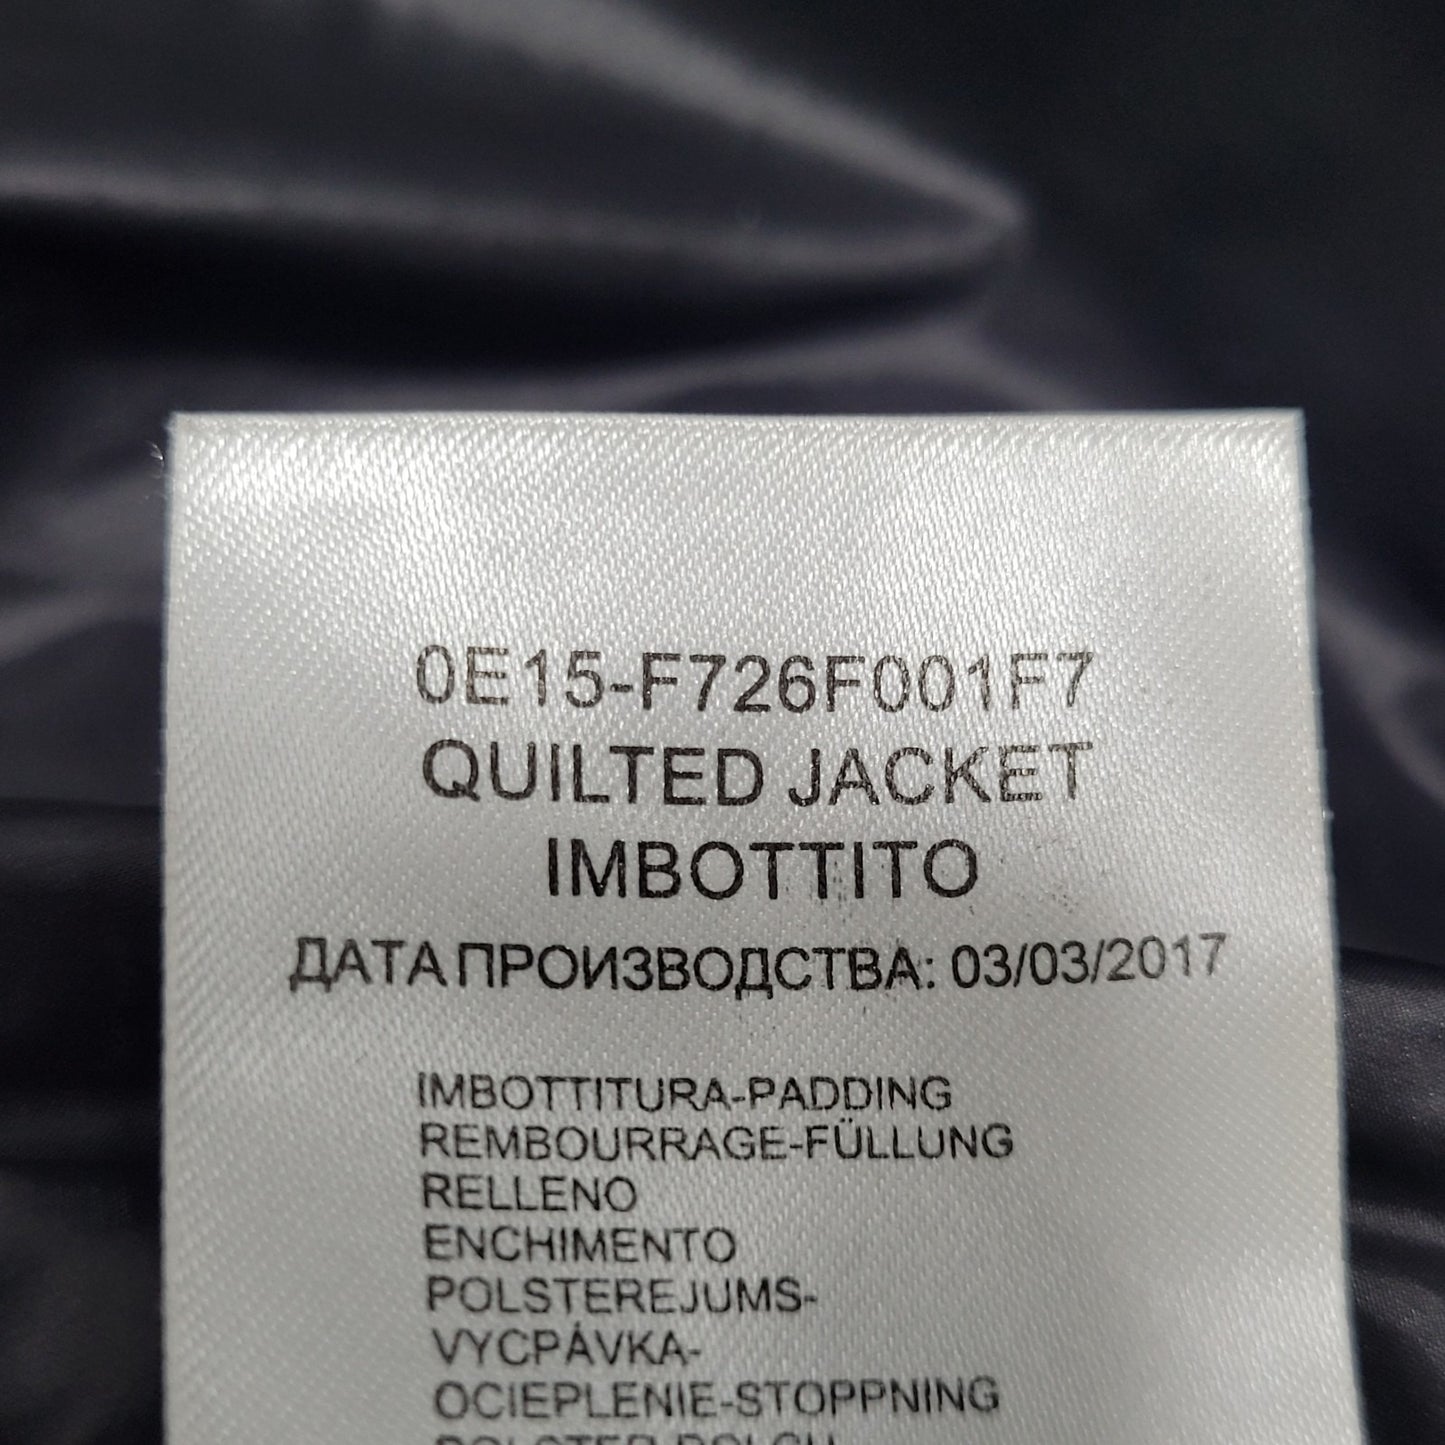 0E15-F726F001F7
QUILTED JACKET
IMBOTTITO
ДАТА ПРОИЗВОДСТВА: 03/03/2017
IMBOTTITURA-PADDING
REMBOURRAGE-FÜLLUNG
RELLENO
ENCHIMENTO
POLSTEREJUMS-
VYCPÁVKA-
OCIEPLENIE-STOPPNING